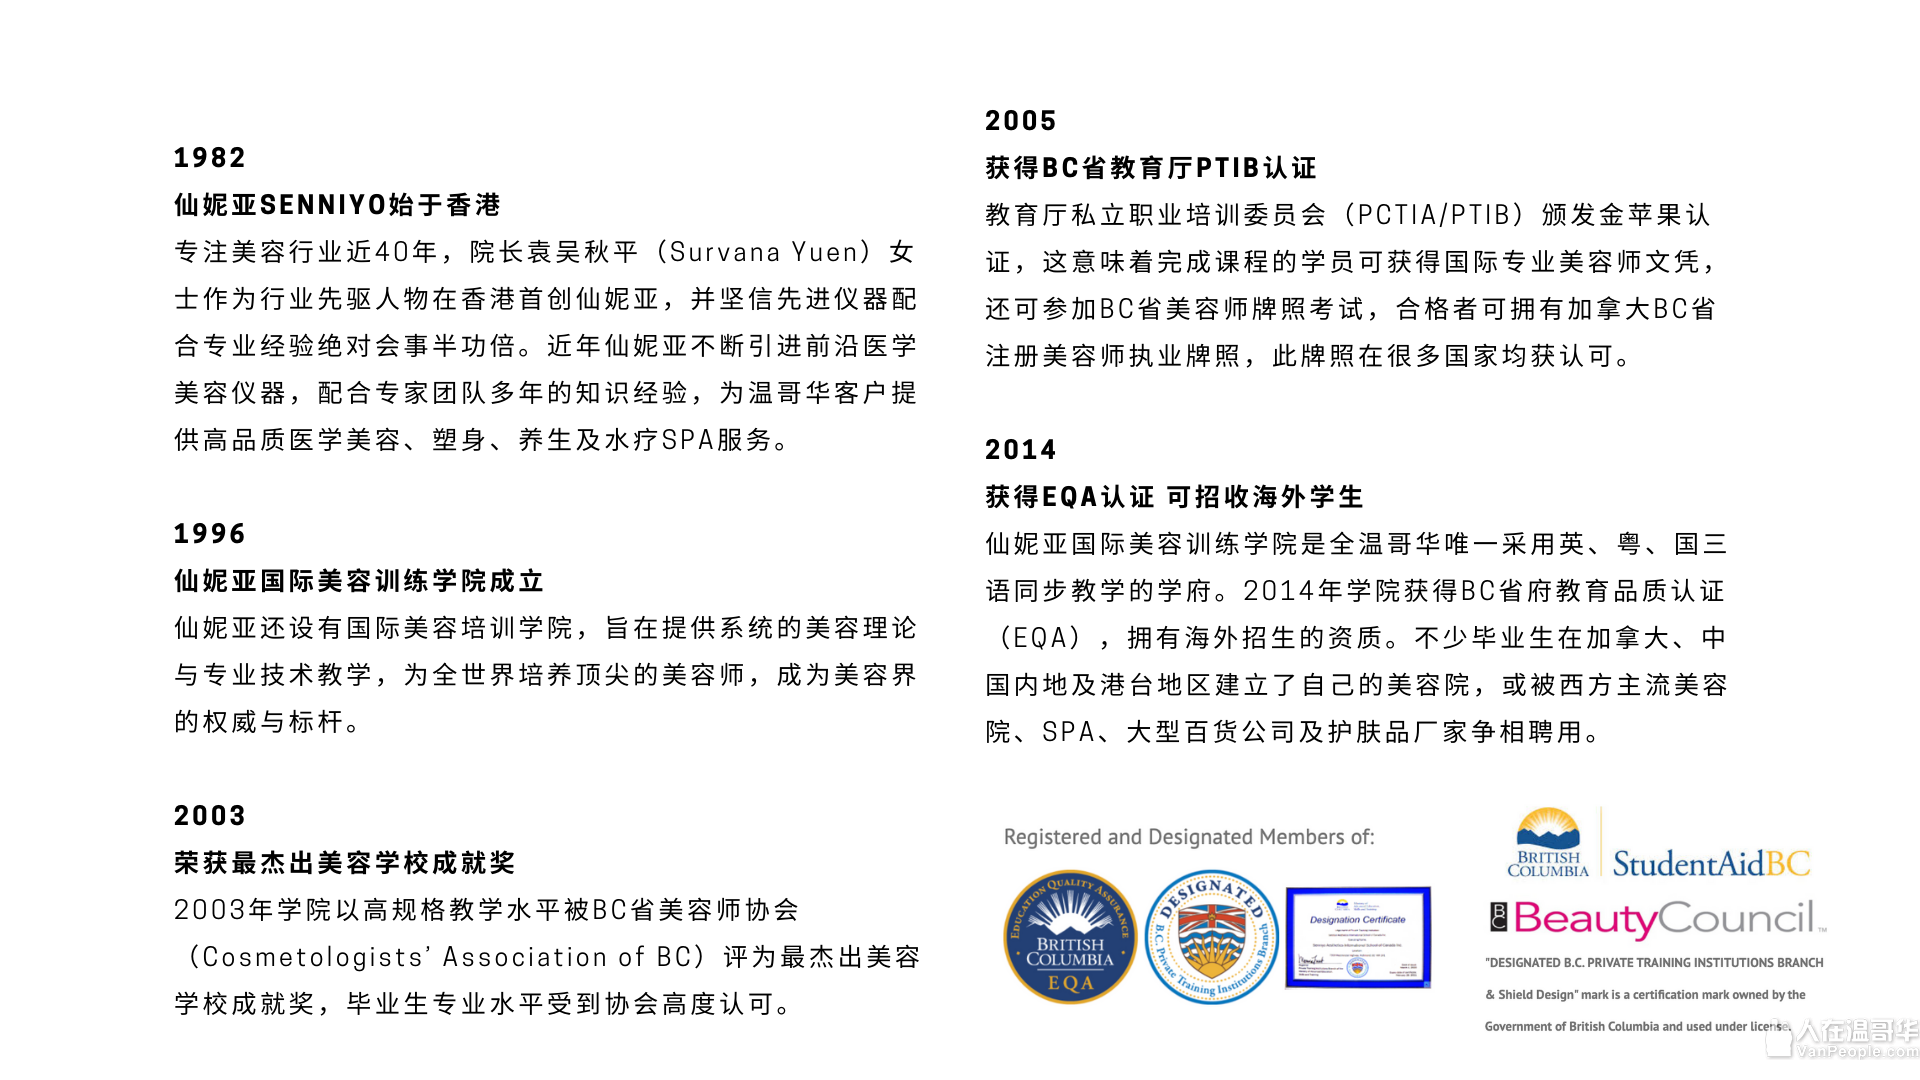 1982
仙妮亚SENNIYO始于香港
专注美容行业近40年，院长袁吴秋平（Survana Yuen）女
士作为行业先驱人物在香港首创仙妮亚，并坚信先进仪器配
合专业经验绝对会事半功倍。近年仙妮亚不断引进前沿医学
美容仪器，配合专家团队多年的知识经验，为温哥华客户提
供高品质医学美容、塑身、养生及水疗SPA服务。
1996
仙妮亚国际美容训练学院成立
仙妮亚还设有国际美容培训学院，旨在提供系统的美容理论
与专业技术教学，为全世界培养顶尖的美容师，成为美容界
的权威与标杆。
2003
荣获最杰出美容学校成就奖
2003年学院以高规格教学水平被BC省美容师协会
（Cosmetologists’ Association of BC）评为最杰出美容
学校成就奖，毕业生专业水平受到协会高度认可。
2005
获得BC省教育厅PTIB认证
教育厅私立职业培训委员会（PCTIA/PTIB）颁发金苹果认
证，这意味着完成课程的学员可获得国际专业美容师文凭，
还可参加BC省美容师牌照考试，合格者可拥有加拿大BC省
注册美容师执业牌照，此牌照在很多国家均获认可。
2014
获得EQA认证 可招收海外学生
仙妮亚国际美容训练学院是全温哥华唯一采用英、粤、国三
语同步教学的学府。2014年学院获得BC省府教育品质认证
（EQA），拥有海外招生的资质。不少毕业生在加拿大、中
国内地及港台地区建立了自己的美容院，或被西方主流美容
院、SPA、大型百货公司及护肤品厂家争相聘用。
Registered and Designated Members of:
EDUCATION QUALITY ASSURANCE
BRITISH
COLUMBIA
EQA
DESIGNATED
B.C. Private Training Institutions Branch
Designation Certificate
BRITISH
COLUMBIA
StudentAidBC
BC BeautyCouncil™
"DESIGNATED B.C. PRIVATE TRAINING INSTITUTIONS BRANCH
& Shield Design" mark is a certification mark owned by the
Government of British Columbia and used under license.
人在温哥华
VanPeople.com